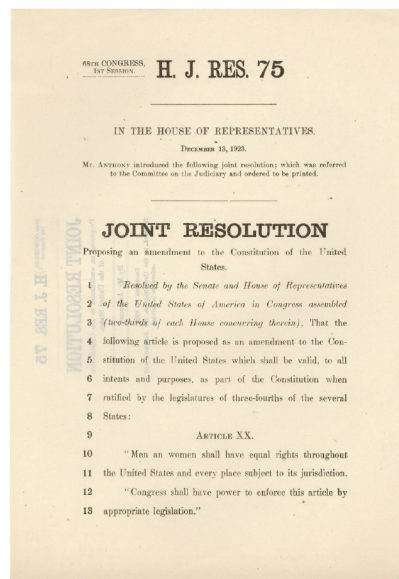 68TH CONGRESS,
1ST SESSION.
H. J. RES. 75
IN THE HOUSE OF REPRESENTATIVES.
DECEMBER 13, 1923.
Mr. ANTHONY introduced the following joint resolution; which was referred
to the Committee on the Judiciary and ordered to be printed.
JOINT RESOLUTION
Proposing an amendment to the Constitution of the United
States.
1 Resolved by the Senate and House of Representatives
2 of the United States of America in Congress assembled
3 (two-thirds of each House concurring therein), That the
4 following article is proposed as an amendment to the Con-
5 stitution of the United States which shall be valid, to all
6 intents and purposes, as part of the Constitution when
7 ratified by the legislatures of three-fourths of the several
8 States:
9 ARTICLE XX.
10 "Men an women shall have equal rights throughout
11 the United States and every place subject to its jurisdiction.
12 "Congress shall have power to enforce this article by
13 appropriate legislation."
JOINT RESOLUTION
H. J. RES. 75